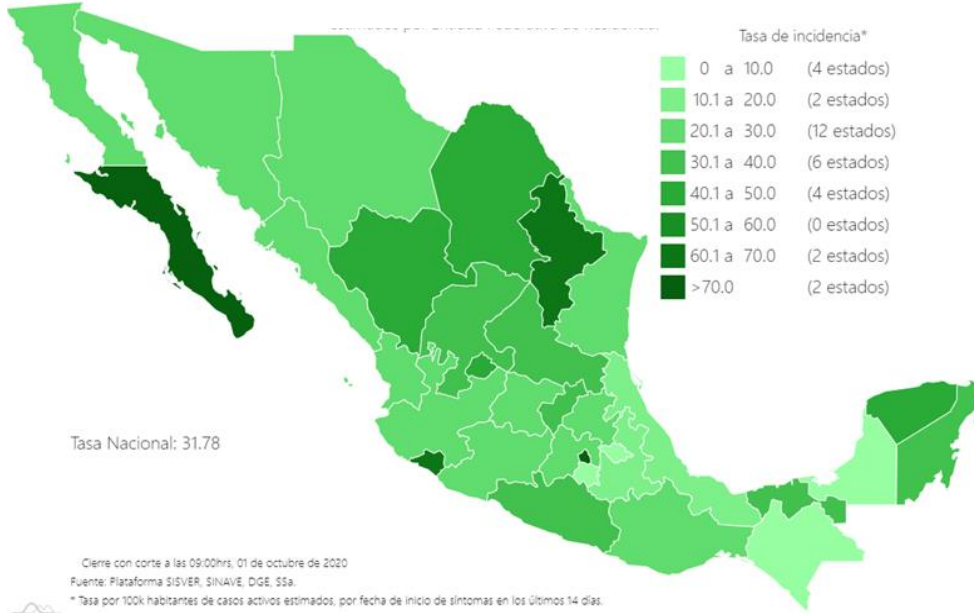 Tasa de incidencia*
0 a 10.0 (4 estados)
10.1 a 20.0 (2 estados)
20.1 a 30.0 (12 estados)
30.1 a 40.0 (6 estados)
40.1 a 50.0 (4 estados)
50.1 a 60.0 (0 estados)
60.1 a 70.0 (2 estados)
>70.0 (2 estados)
Tasa Nacional: 31.78
Cierre con corte a las 09:00hrs, 01 de octubre de 2020
Fuente: Plataforma SISVER, SINAVE, DGE, SSa.
* Tasa por 100k habitantes de casos activos estimados, por fecha de inicio de síntomas en los últimos 14 días.